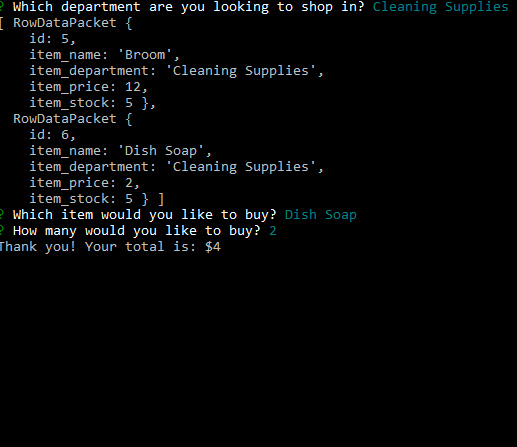 ? Which department are you looking to shop in? Cleaning Supplies
[ RowDataPacket {
id: 5,
item_name: 'Broom',
item_department: 'Cleaning Supplies',
item_price: 12,
item_stock: 5 },
RowDataPacket {
id: 6,
item_name: 'Dish Soap',
item_department: 'Cleaning Supplies',
item_price: 2,
item_stock: 5 } ]
? Which item would you like to buy? Dish Soap
? How many would you like to buy? 2
Thank you! Your total is: $4